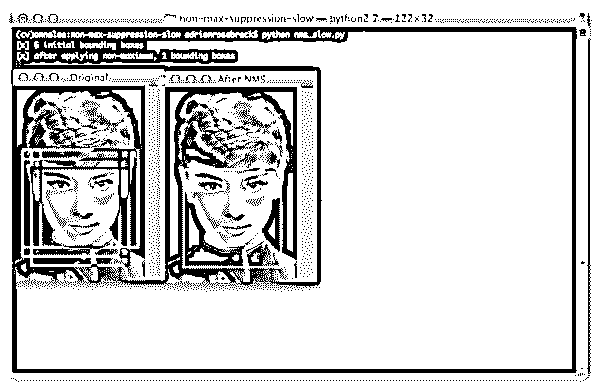 non-max-suppression-slow — python2.7 — 122×32
(cv)annalee:non-max-suppression-slow adrianrosebrock$ python nms_slow.py
[x] 6 initial bounding boxes
[x] after applying non-maximum, 1 bounding boxes
Original
After NMS